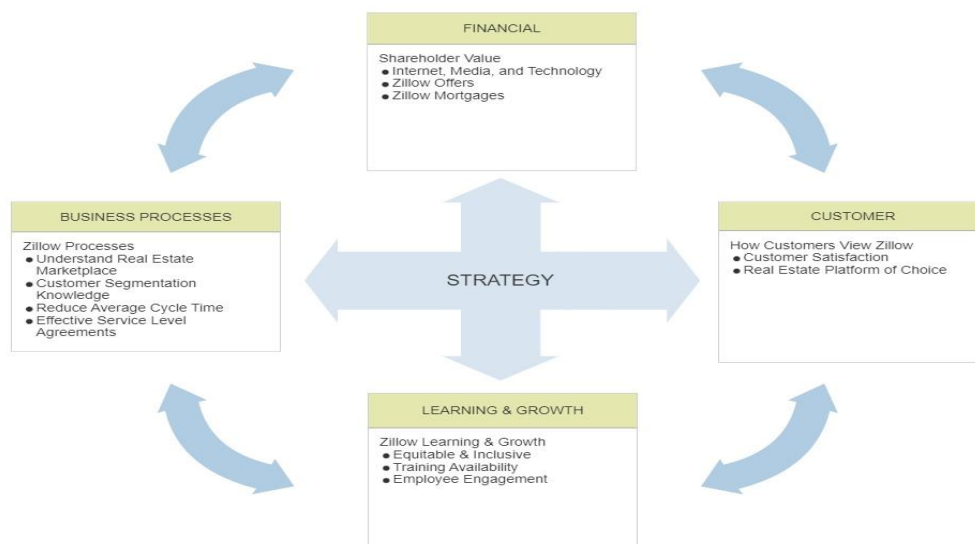 FINANCIAL
Shareholder Value
● Internet, Media, and Technology
● Zillow Offers
● Zillow Mortgages
BUSINESS PROCESSES
Zillow Processes
● Understand Real Estate
Marketplace
● Customer Segmentation
Knowledge
● Reduce Average Cycle Time
● Effective Service Level
Agreements
STRATEGY
CUSTOMER
How Customers View Zillow
● Customer Satisfaction
● Real Estate Platform of Choice
LEARNING & GROWTH
Zillow Learning & Growth
● Equitable & Inclusive
● Training Availability
● Employee Engagement